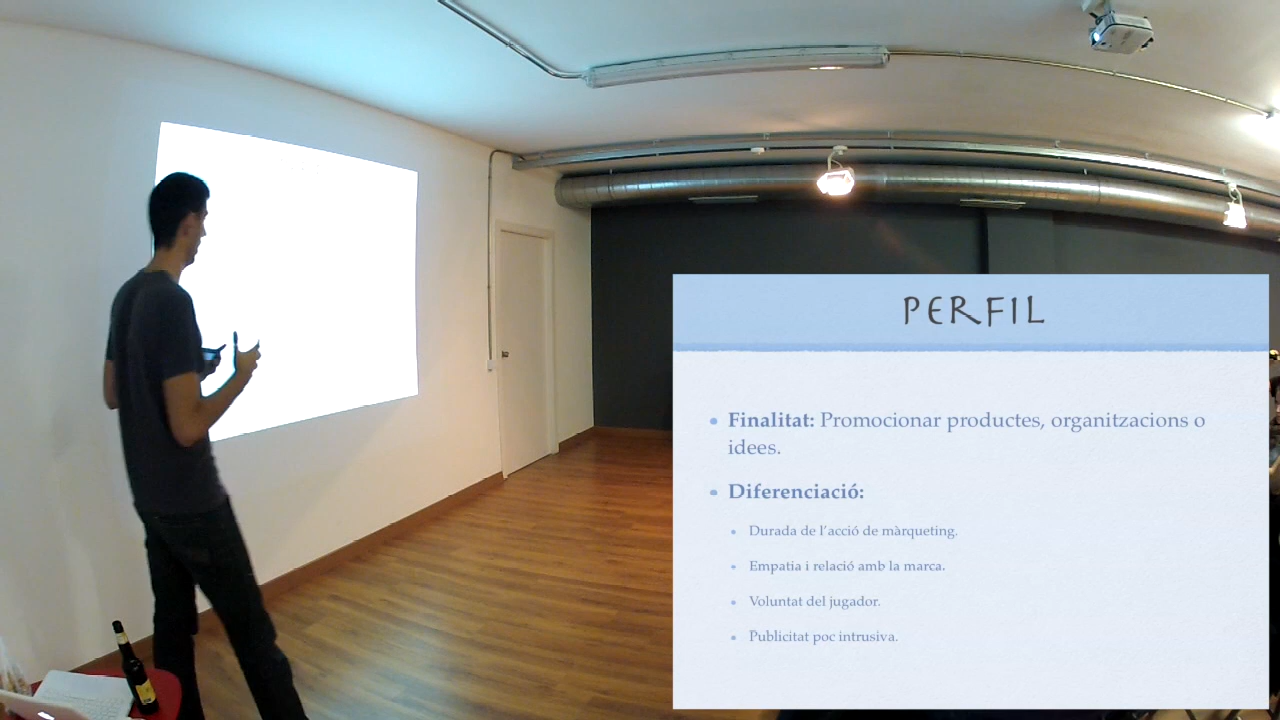 PERFIL
• Finalitat: Promocionar productes, organitzacions o
idees.
• Diferenciació:
• Durada de l'acció de màrqueting.
• Empatia i relació amb la marca.
• Voluntat del jugador.
• Publicitat poc intrusiva.